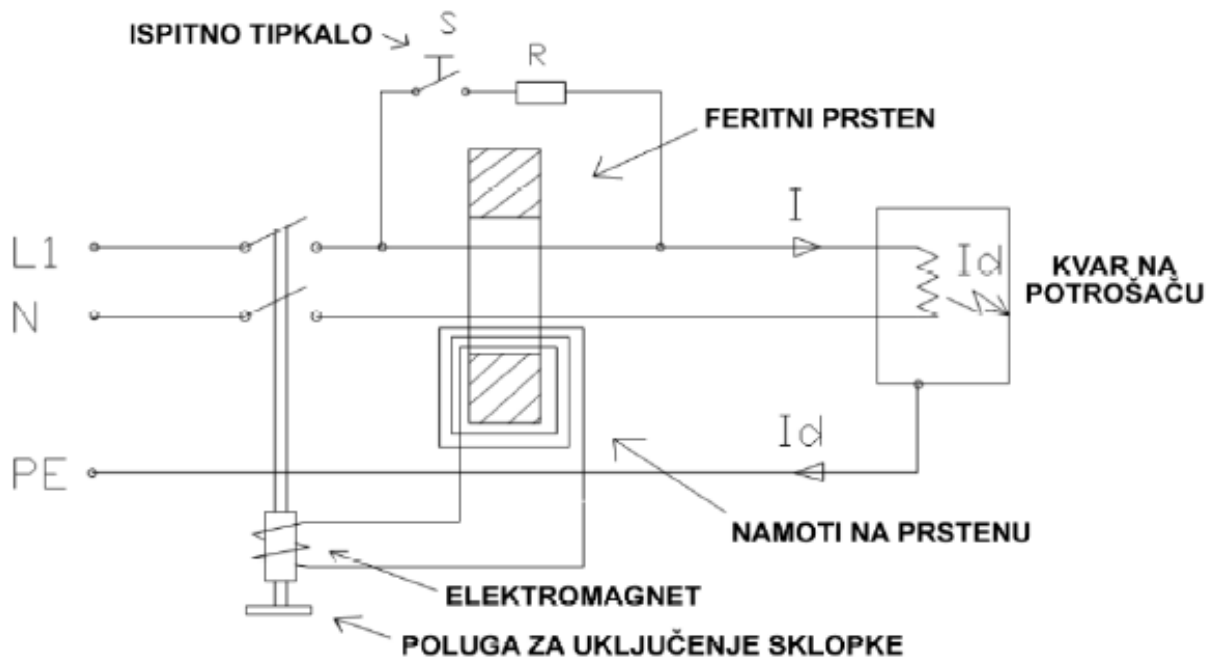 ISPITNO TIPKALO
S
R
FERITNI PRSTEN
I
L1
Id
KVAR NA
POTROŠAČU
N
Id
PE
NAMOTI NA PRSTENU
ELEKTROMAGNET
POLUGA ZA UKLJUČENJE SKLOPKE